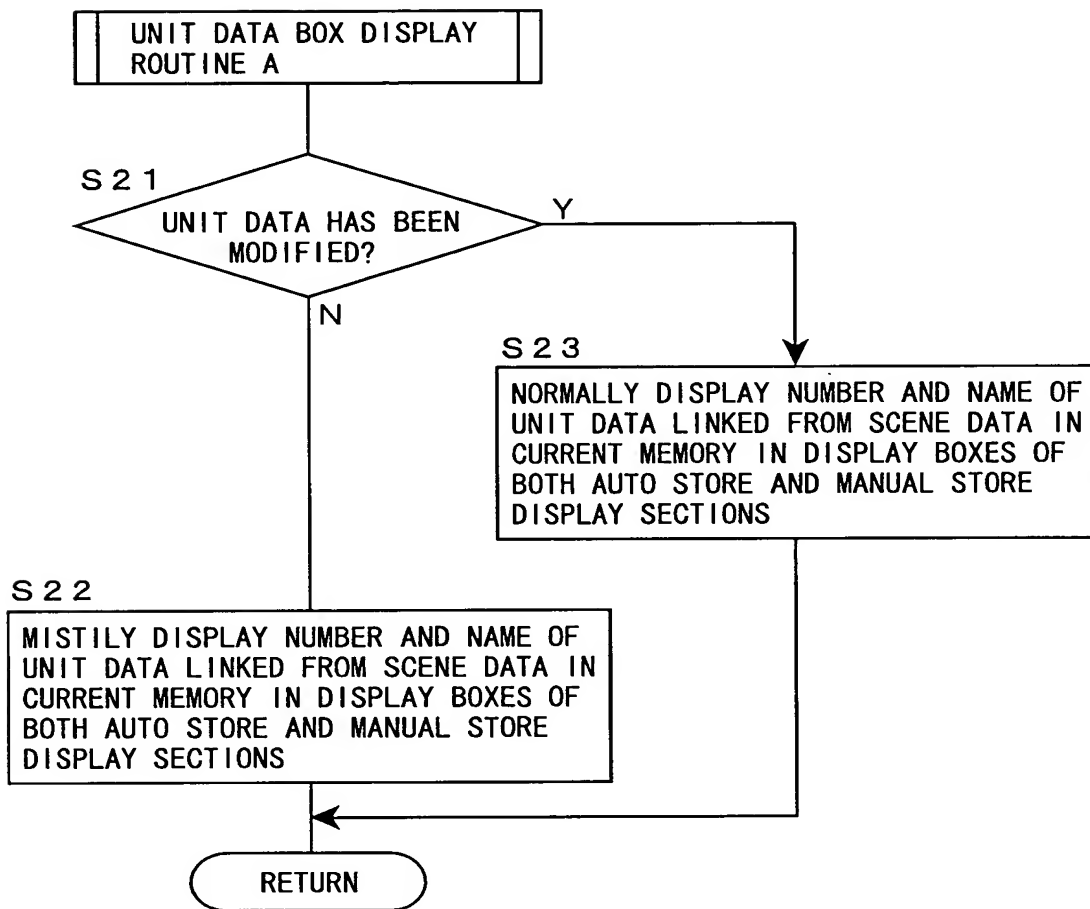 UNIT DATA BOX DISPLAY
ROUTINE A
S21
UNIT DATA HAS BEEN
MODIFIED?
Y
N
S23
NORMALLY DISPLAY NUMBER AND NAME OF
UNIT DATA LINKED FROM SCENE DATA IN
CURRENT MEMORY IN DISPLAY BOXES OF
BOTH AUTO STORE AND MANUAL STORE
DISPLAY SECTIONS
S22
MISTILY DISPLAY NUMBER AND NAME OF
UNIT DATA LINKED FROM SCENE DATA IN
CURRENT MEMORY IN DISPLAY BOXES OF
BOTH AUTO STORE AND MANUAL STORE
DISPLAY SECTIONS
RETURN